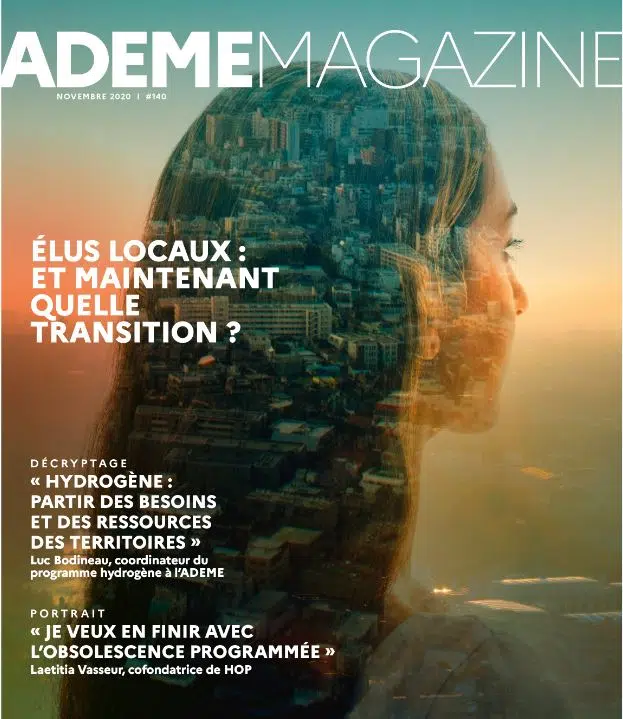 ADEMEMAGAZINE
NOVEMBRE 2020 | #140
ÉLUS LOCAUX :
ET MAINTENANT
QUELLE
TRANSITION ?
DÉCRYPTAGE
« HYDROGÈNE :
PARTIR DES BESOINS
ET DES RESSOURCES
DES TERRITOIRES »
Luc Bodineau, coordinateur du
programme hydrogène à l'ADEME
PORTRAIT
« JE VEUX EN FINIR AVEC
L'OBSOLESCENCE PROGRAMMÉE »
Laetitia Vasseur, cofondatrice de HOP